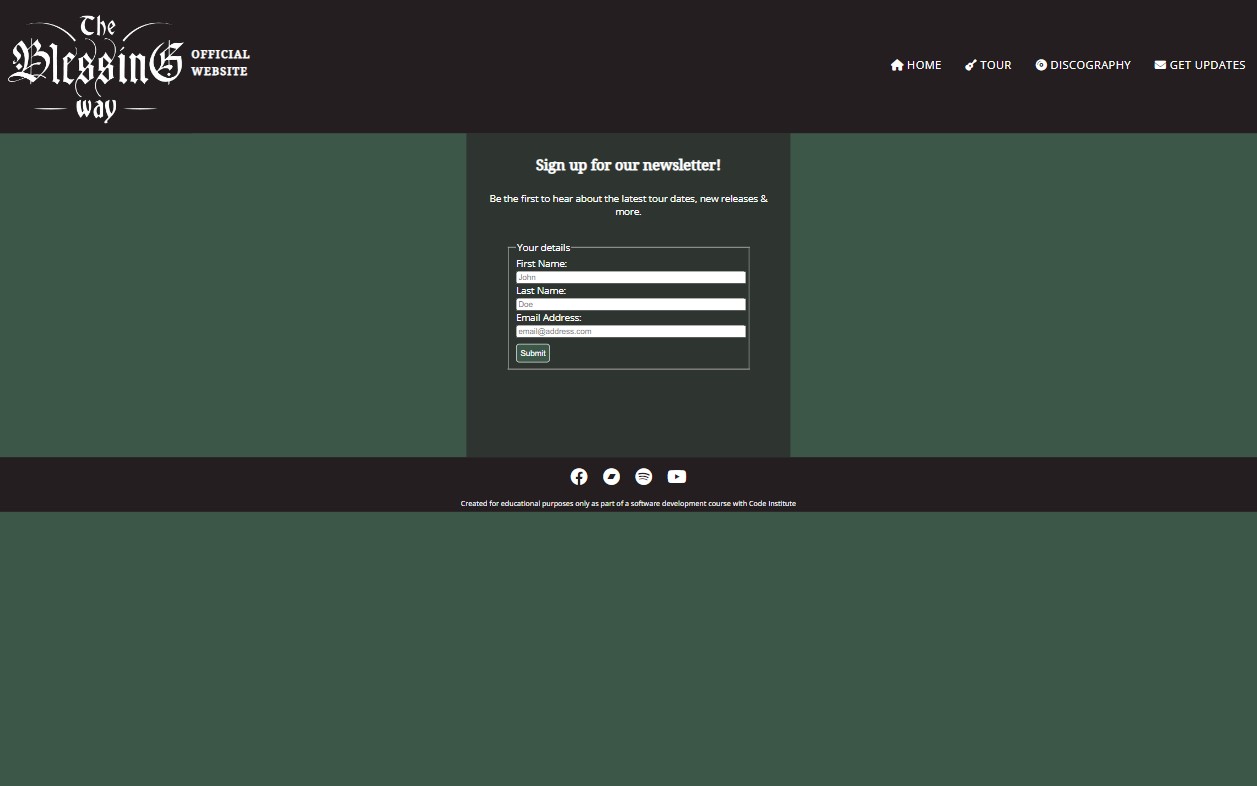 The
BlessinG
way
OFFICIAL
WEBSITE
HOME
TOUR
DISCOGRAPHY
GET UPDATES
Sign up for our newsletter!
Be the first to hear about the latest tour dates, new releases &
more.
Your details
First Name:
John
Last Name:
Doe
Email Address:
email@address.com
Submit
Created for educational purposes only as part of a software development course with Code Institute